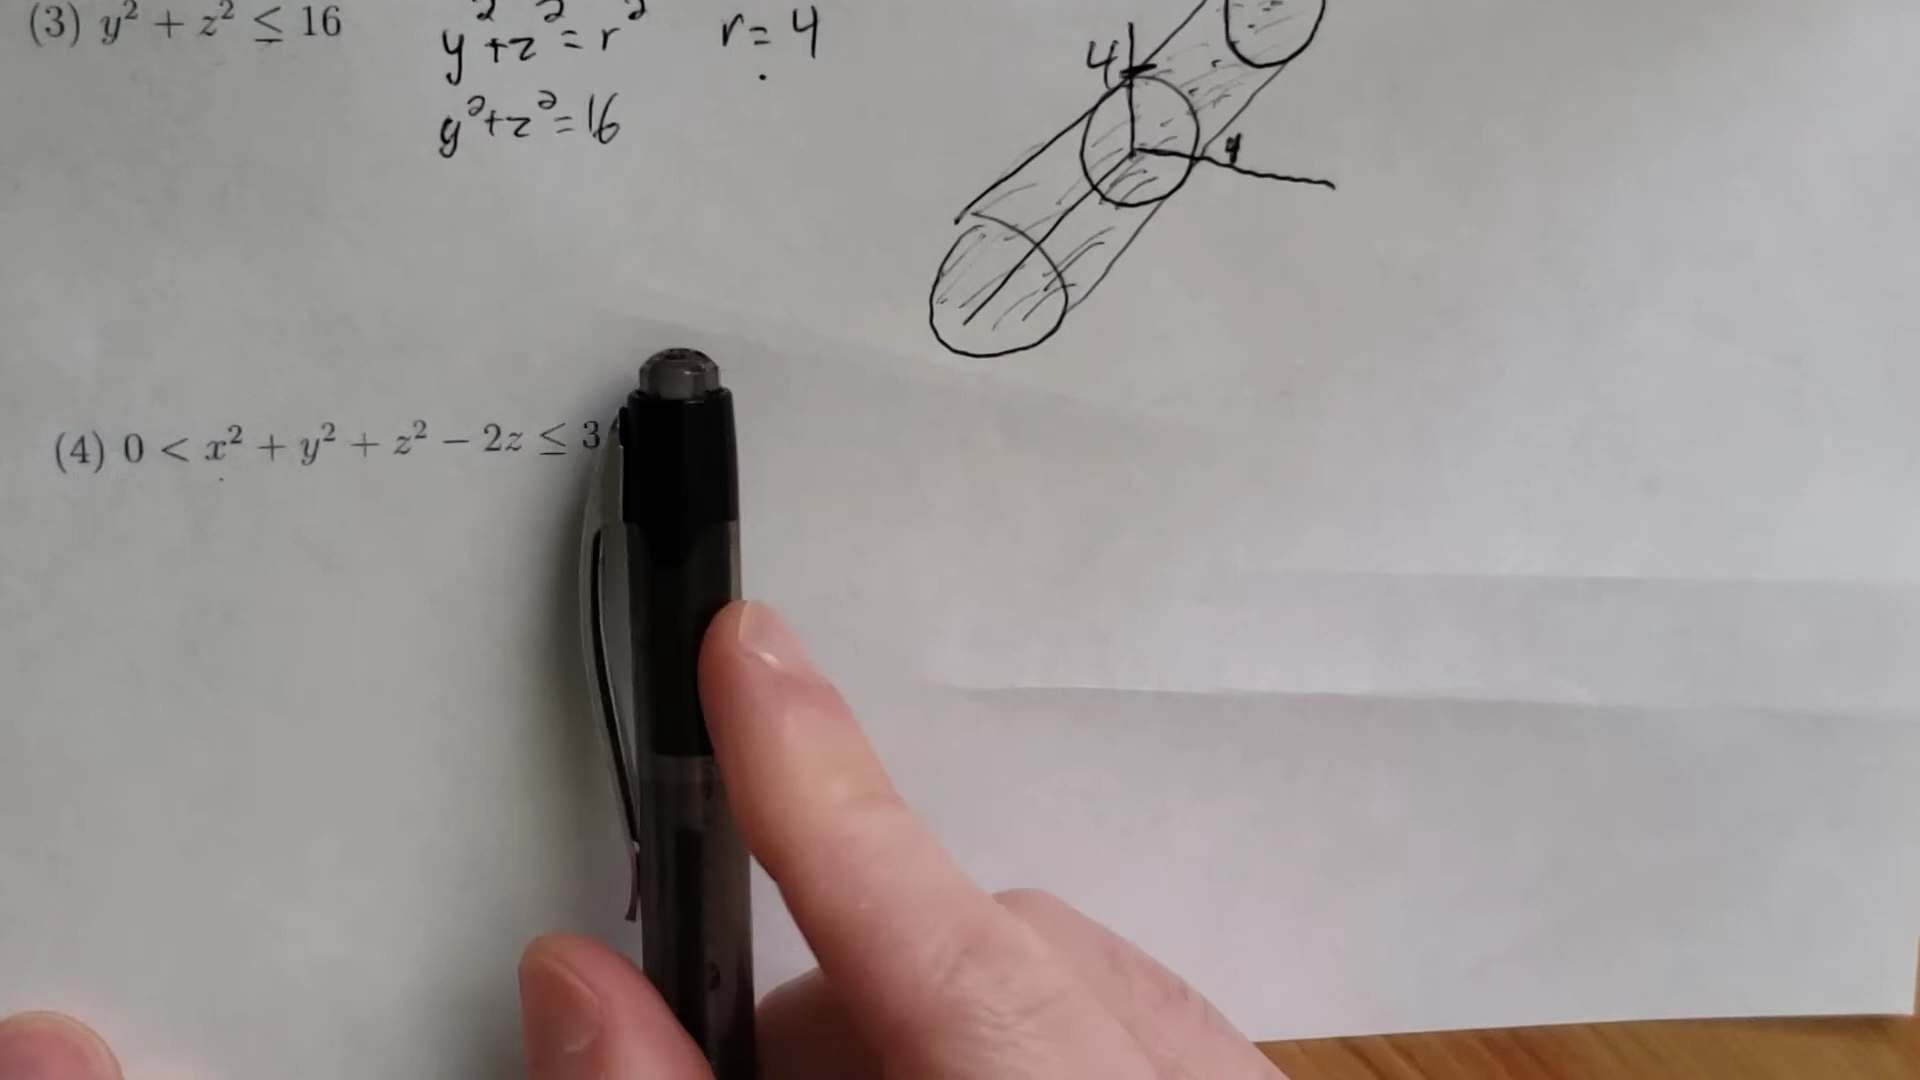 (3) y² + z² ≤ 16
y²+z²=r² r=4
y²+z²=16
4
4
(4) 0 < x² + y² + z² − 2z ≤ 3